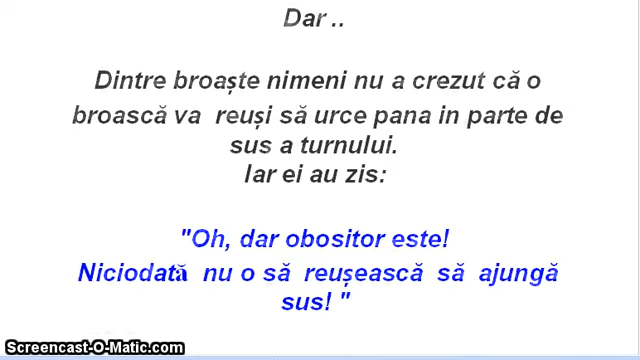 Dar ..
Dintre broaște nimeni nu a crezut că o
broască va reuși să urce pana in parte de
sus a turnului.
Iar ei au zis:
"Oh, dar obositor este!
Niciodată nu o să reușească să ajungă
sus! "
Screencast-O-Matic.com